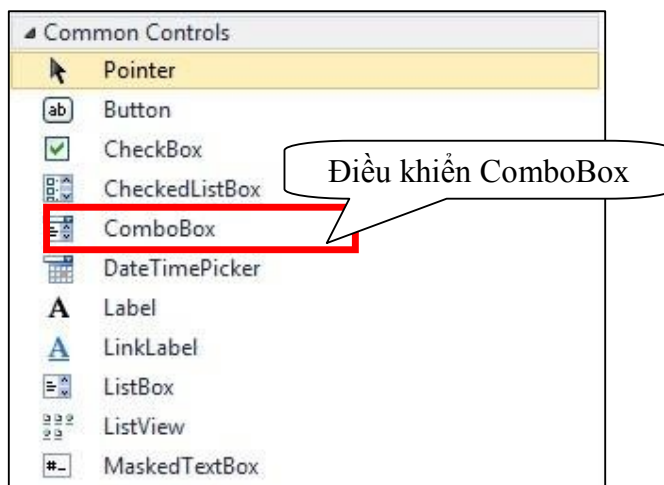 Common Controls
Pointer
ab Button
CheckBox
Điều khiển ComboBox
CheckedListBox
ComboBox
DateTimePicker
A Label
A LinkLabel
ListBox
ListView
#_ MaskedTextBox